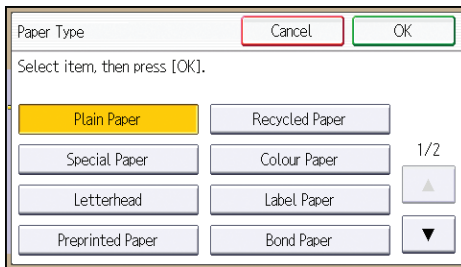 Paper Type Cancel OK
Select item, then press [OK].
Plain Paper Recycled Paper
Special Paper Colour Paper 1/2
Letterhead Label Paper
Preprinted Paper Bond Paper